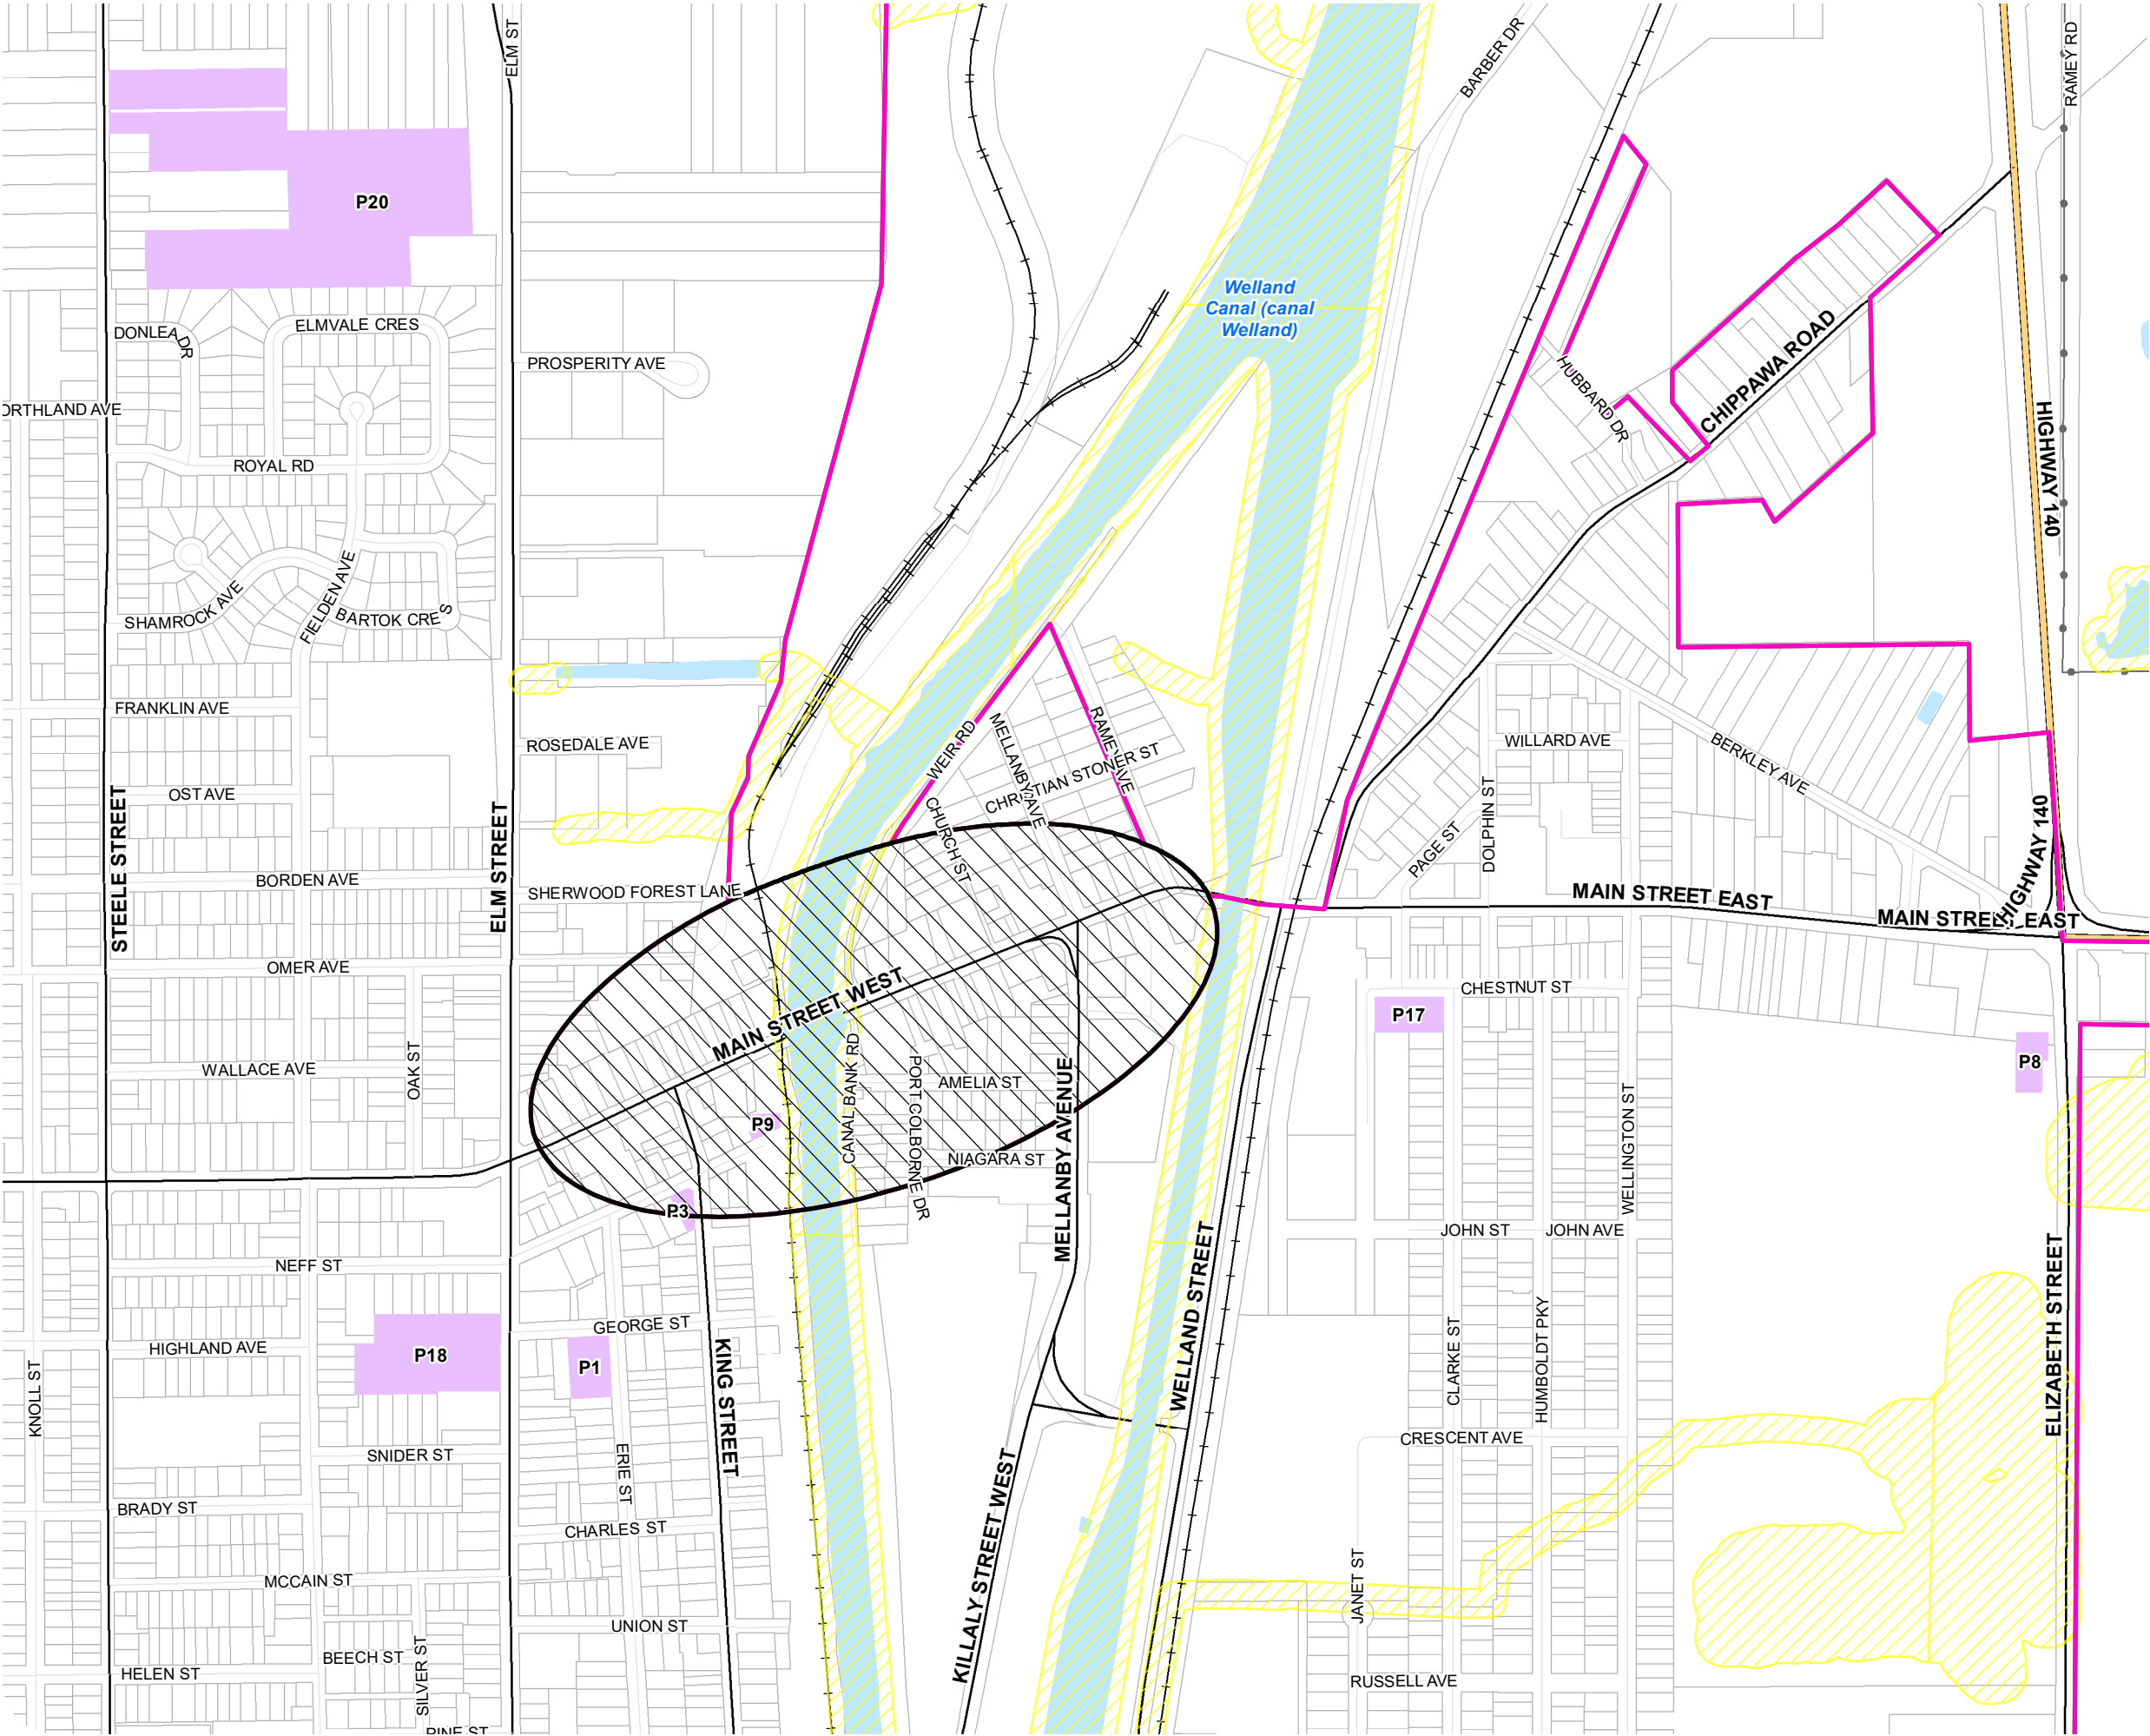 ELM ST
BARBER DR
RAMEY RD
P20
Welland
Canal (canal
Welland)
DONLEA DR
ELMVALE CRES
PROSPERITY AVE
CHIPPAWA ROAD
HUBBARD DR
ORTHLAND AVE
HIGHWAY 140
ROYAL RD
SHAMROCK AVE
FIELDEN AVE
BARTOK CRES
FRANKLIN AVE
ROSEDALE AVE
WEIR RD
MELLANBY AVE
RAMEY AVE
CHRISTIAN STONER ST
WILLARD AVE
BERKLEY AVE
OST AVE
STEELE STREET
ELM STREET
CHURCH ST
PAGE ST
DOLPHIN ST
HIGHWAY 140
BORDEN AVE
SHERWOOD FOREST LANE
MAIN STREET EAST
MAIN STREET EAST
OMER AVE
MAIN STREET WEST
CHESTNUT ST
P17
WALLACE AVE
OAK ST
CANAL BANK RD
PORT COLBORNE DR
AMELIA ST
MELLANBY AVENUE
P8
WELLINGTON ST
P9
NIAGARA ST
P3
JOHN ST
JOHN AVE
NEFF ST
GEORGE ST
WELLAND STREET
ELIZABETH STREET
HIGHLAND AVE
P18
P1
KING STREET
KNOLL ST
CLARKE ST
HUMBOLDT PKY
SNIDER ST
ERIE ST
CRESCENT AVE
BRADY ST
CHARLES ST
KILLALY STREET WEST
MCCAIN ST
JANET ST
UNION ST
BEECH ST
SILVER ST
HELEN ST
RUSSELL AVE
PINE ST